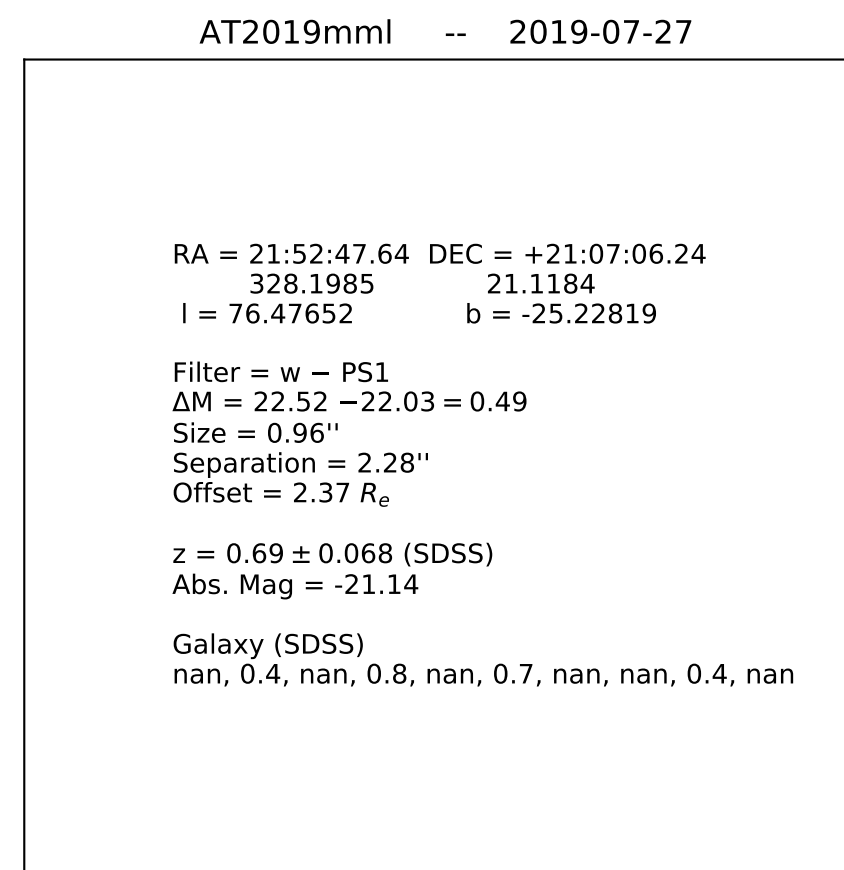 AT2019mml -- 2019-07-27
RA = 21:52:47.64 DEC = +21:07:06.24
328.1985 21.1184
l = 76.47652 b = -25.22819
Filter = w − PS1
ΔM = 22.52 −22.03 = 0.49
Size = 0.96''
Separation = 2.28''
Offset = 2.37 Rₑ
z = 0.69 ± 0.068 (SDSS)
Abs. Mag = -21.14
Galaxy (SDSS)
nan, 0.4, nan, 0.8, nan, 0.7, nan, nan, 0.4, nan